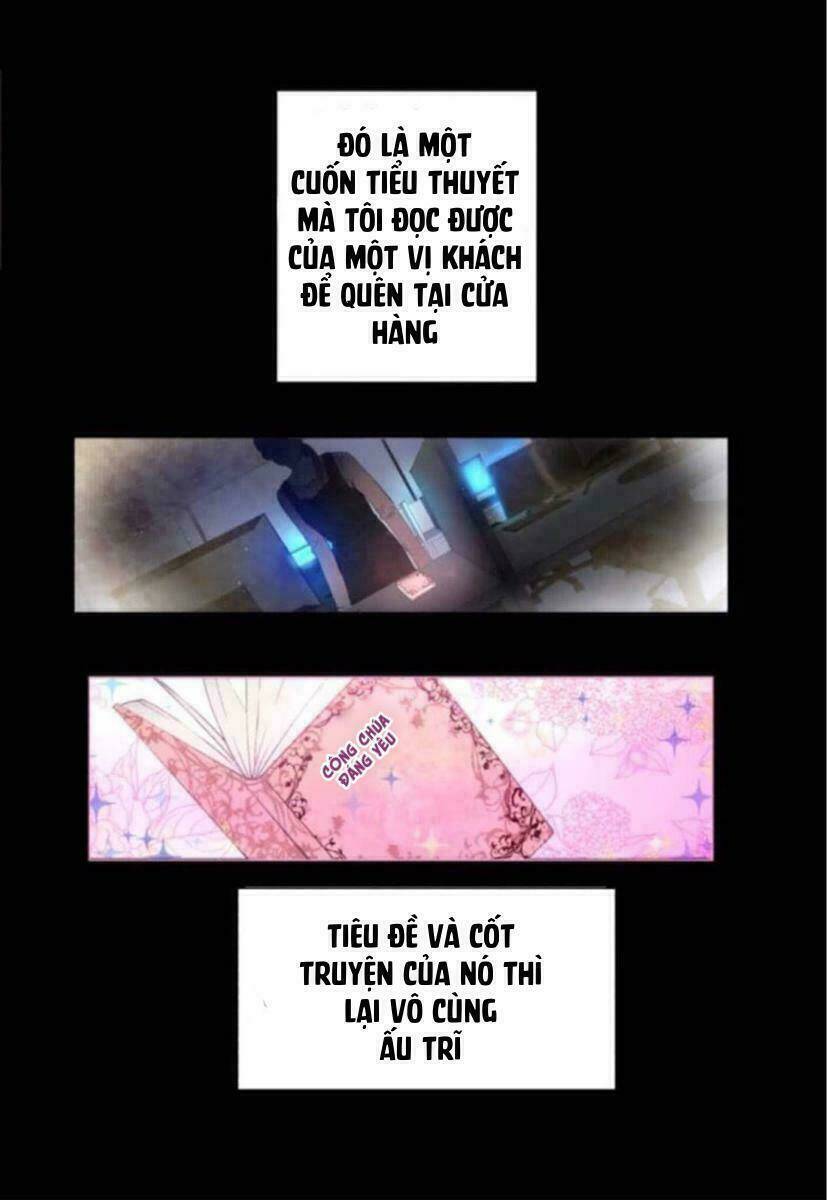 ĐÓ LÀ MỘT
CUỐN TIỂU THUYẾT
MÀ TÔI ĐỌC ĐƯỢC
CỦA MỘT VỊ KHÁCH
ĐỂ QUÊN TẠI CỬA
HÀNG
CÔNG CHÚA
ĐÁNG YÊU
TIÊU ĐỀ VÀ CỐT
TRUYỆN CỦA NÓ THÌ
LẠI VÔ CÙNG
ẤU TRĨ